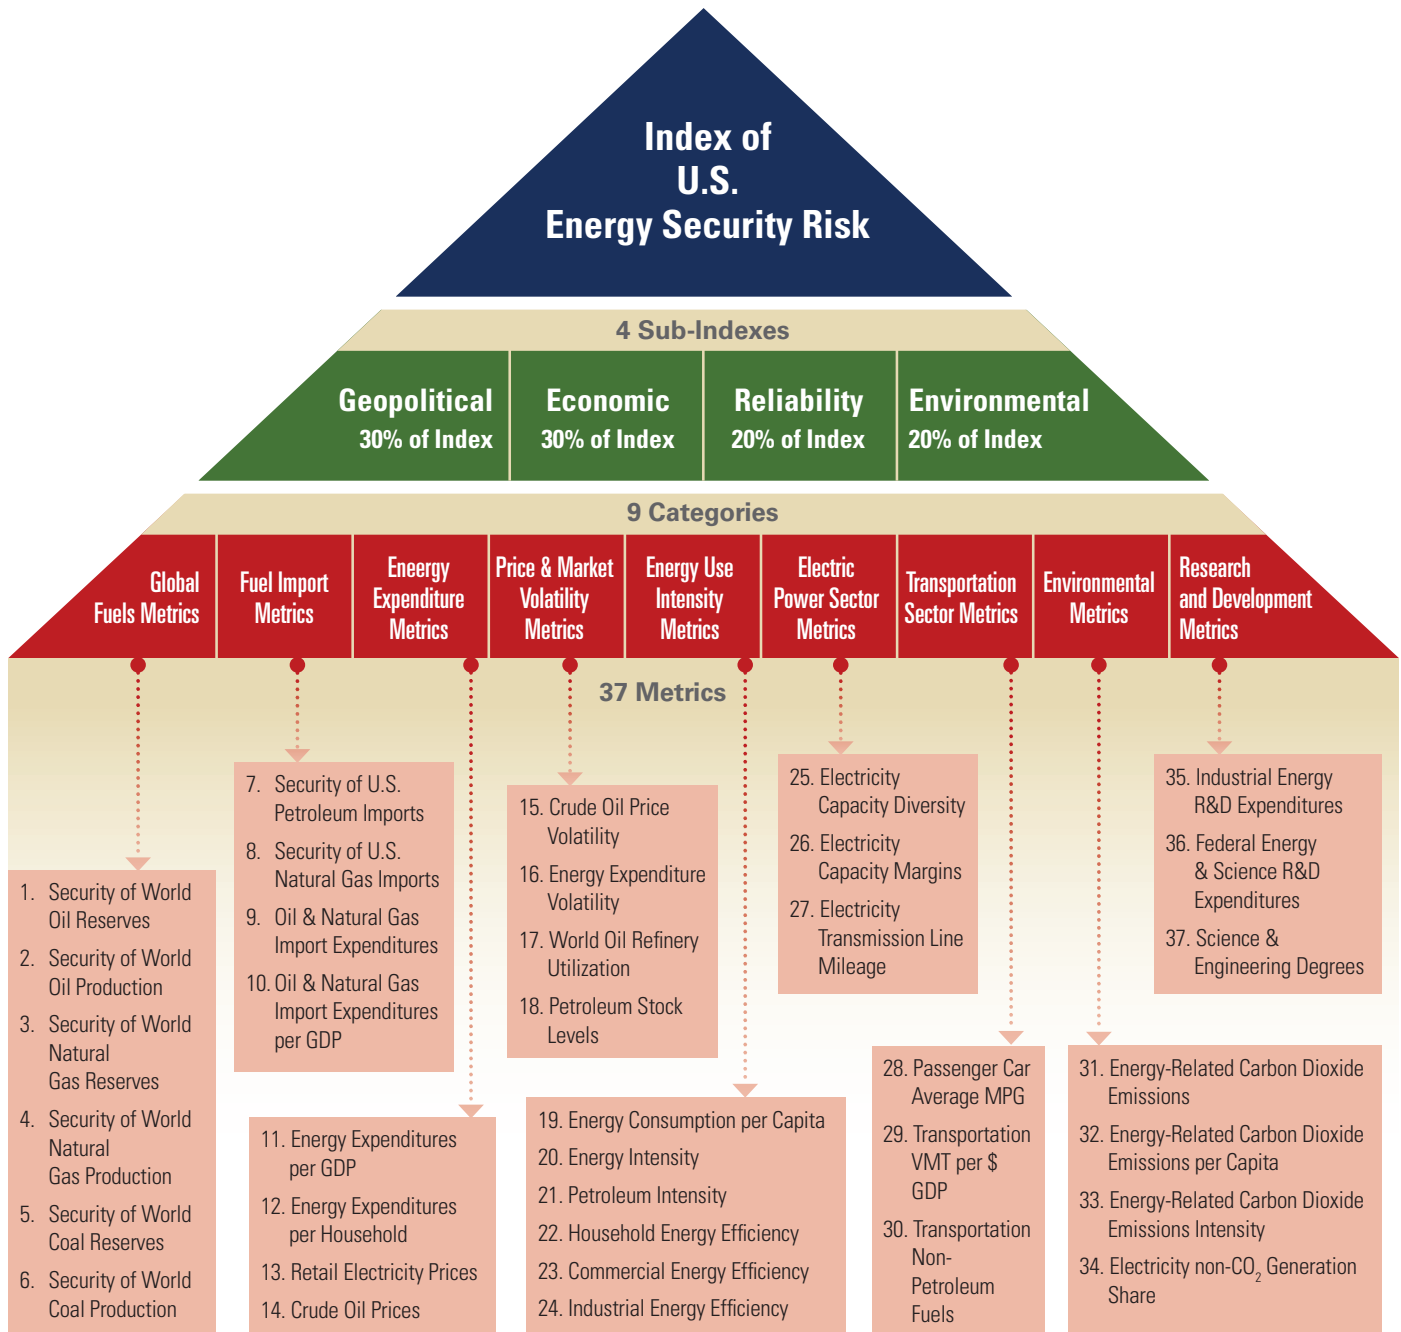 Index of
U.S.
Energy Security Risk
4 Sub-Indexes
Geopolitical
30% of Index
Economic
30% of Index
Reliability
20% of Index
Environmental
20% of Index
9 Categories
Global
Fuels Metrics
Fuel Import
Metrics
Eneergy
Expenditure
Metrics
Price & Market
Volatility
Metrics
Energy Use
Intensity
Metrics
Electric
Power Sector
Metrics
Transportation
Sector Metrics
Environmental
Metrics
Research
and Development
Metrics
37 Metrics
1. Security of World
Oil Reserves
2. Security of World
Oil Production
3. Security of World
Natural
Gas Reserves
4. Security of World
Natural
Gas Production
5. Security of World
Coal Reserves
6. Security of World
Coal Production
7. Security of U.S.
Petroleum Imports
8. Security of U.S.
Natural Gas Imports
9. Oil & Natural Gas
Import Expenditures
10. Oil & Natural Gas
Import Expenditures
per GDP
11. Energy Expenditures
per GDP
12. Energy Expenditures
per Household
13. Retail Electricity Prices
14. Crude Oil Prices
15. Crude Oil Price
Volatility
16. Energy Expenditure
Volatility
17. World Oil Refinery
Utilization
18. Petroleum Stock
Levels
19. Energy Consumption per Capita
20. Energy Intensity
21. Petroleum Intensity
22. Household Energy Efficiency
23. Commercial Energy Efficiency
24. Industrial Energy Efficiency
25. Electricity
Capacity Diversity
26. Electricity
Capacity Margins
27. Electricity
Transmission Line
Mileage
28. Passenger Car
Average MPG
29. Transportation
VMT per $
GDP
30. Transportation
Non-
Petroleum
Fuels
31. Energy-Related Carbon Dioxide
Emissions
32. Energy-Related Carbon Dioxide
Emissions per Capita
33. Energy-Related Carbon Dioxide
Emissions Intensity
34. Electricity non-CO₂ Generation
Share
35. Industrial Energy
R&D Expenditures
36. Federal Energy
& Science R&D
Expenditures
37. Science &
Engineering Degrees